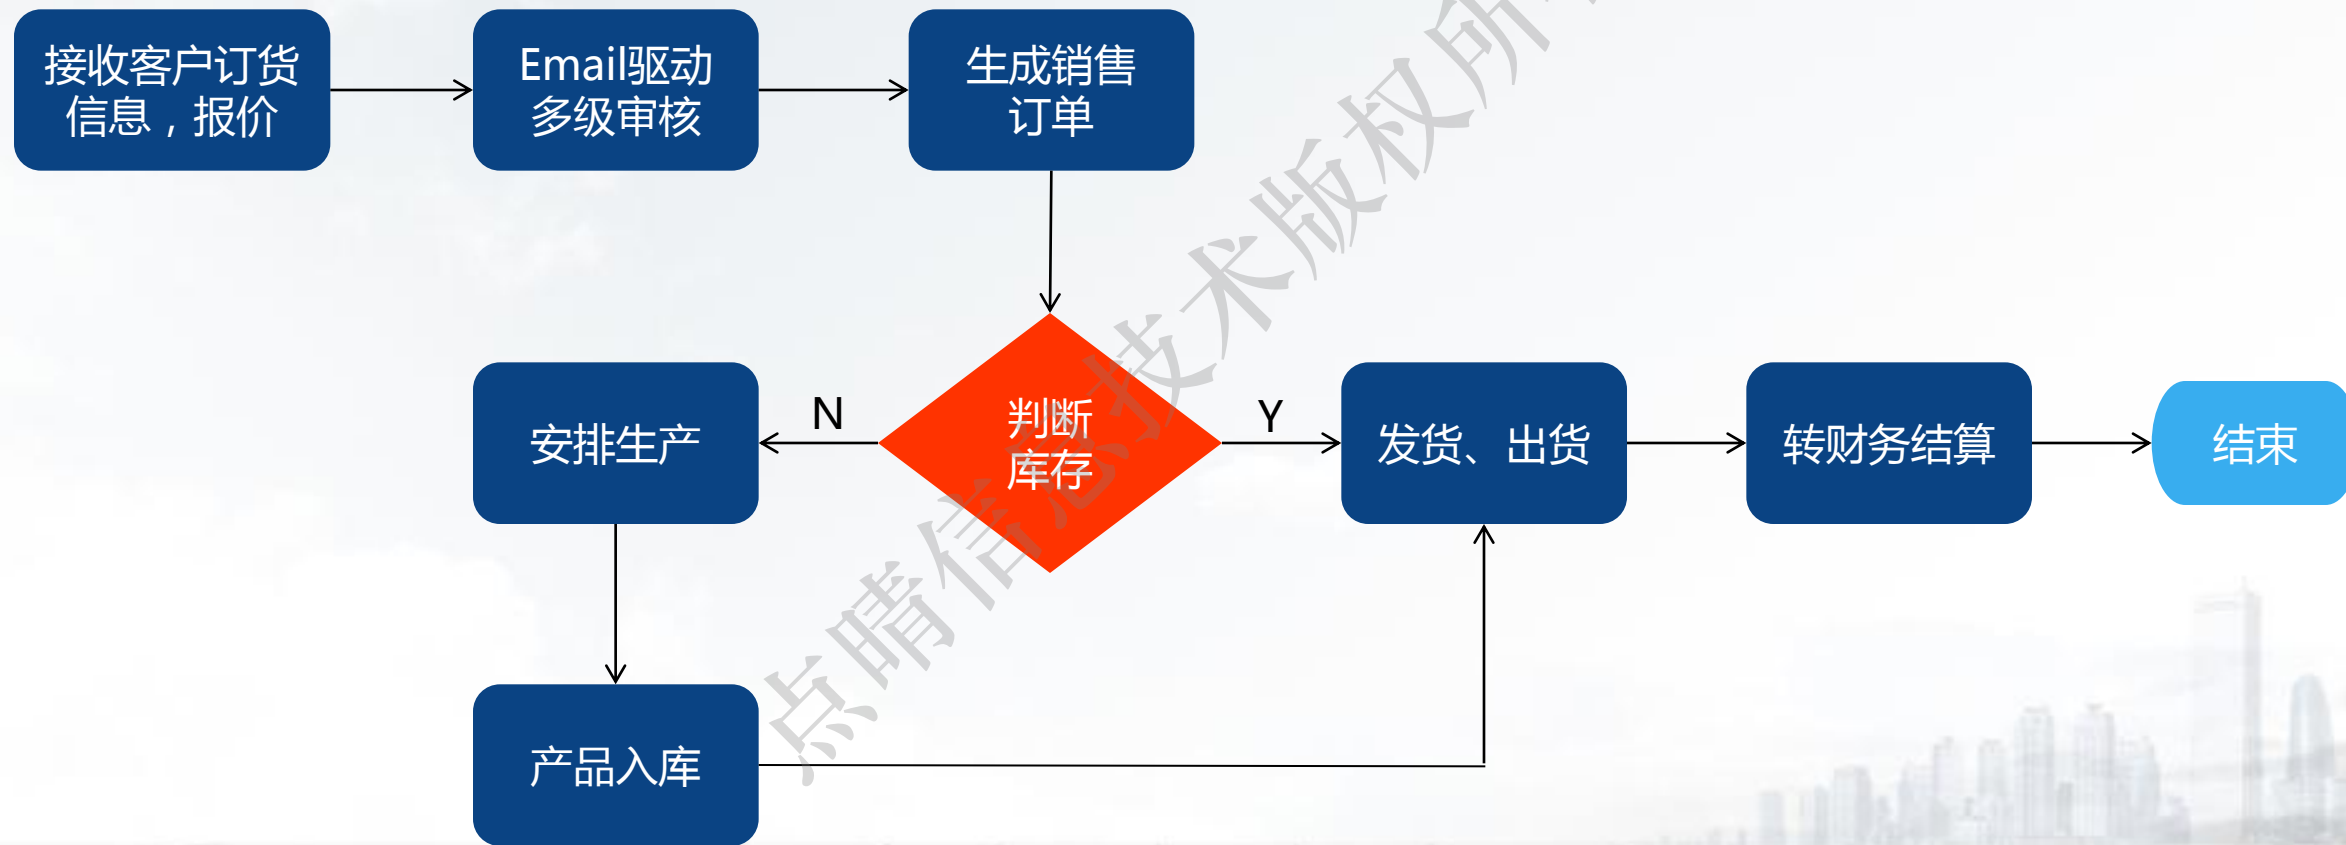 接收客户订货
信息，报价
Email驱动
多级审核
生成销售
订单
安排生产
N
判断
库存
Y
发货、出货
转财务结算
结束
产品入库
点晴信息技术版权所